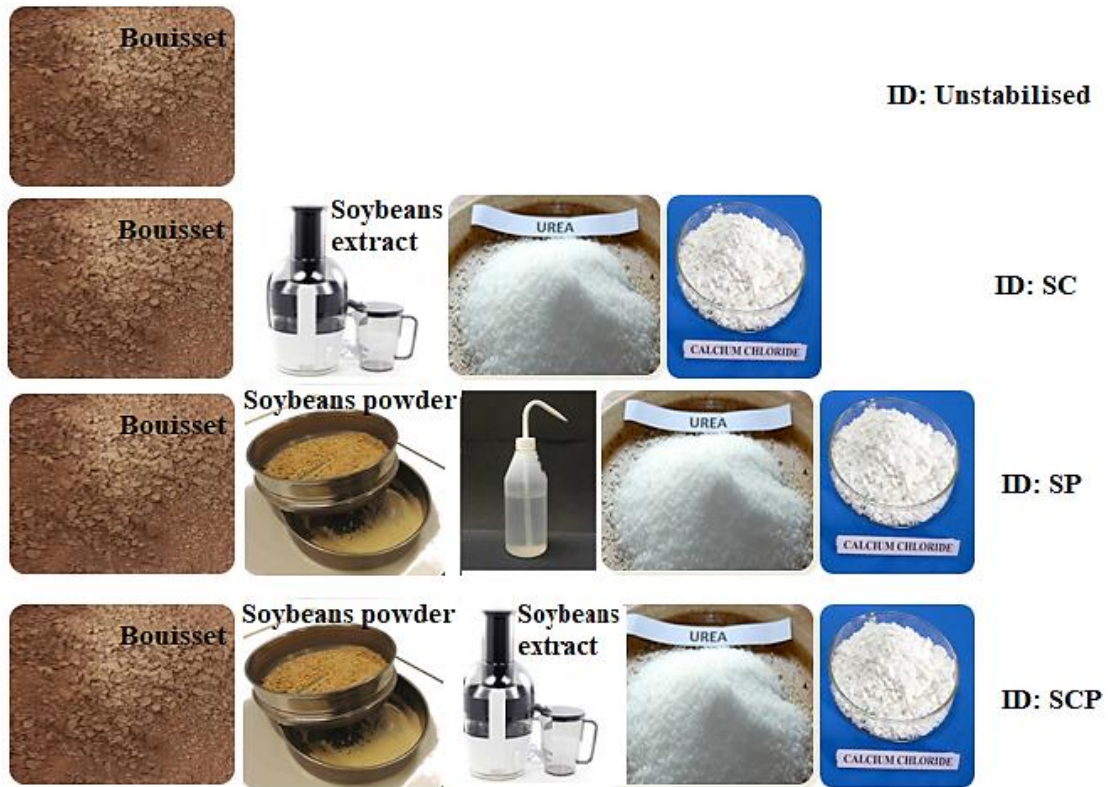 Bouisset
ID: Unstabilised
Bouisset
Soybeans
extract
UREA
CALCIUM CHLORIDE
ID: SC
Bouisset
Soybeans powder
UREA
CALCIUM CHLORIDE
ID: SP
Bouisset
Soybeans powder
Soybeans
extract
UREA
CALCIUM CHLORIDE
ID: SCP